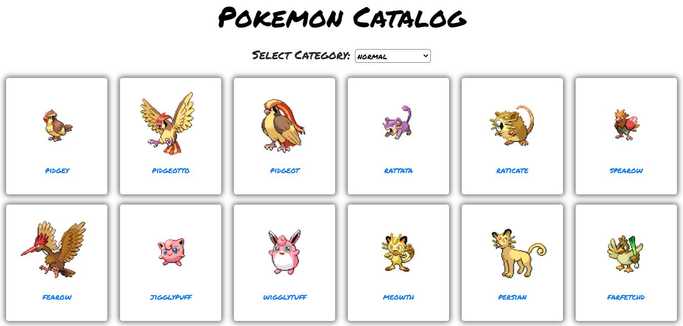 Pokemon Catalog
Select Category: normal
pidgey pidgeotto pidgeot rattata raticate spearow
fearow jigglypuff wigglytuff meowth persian farfetchd